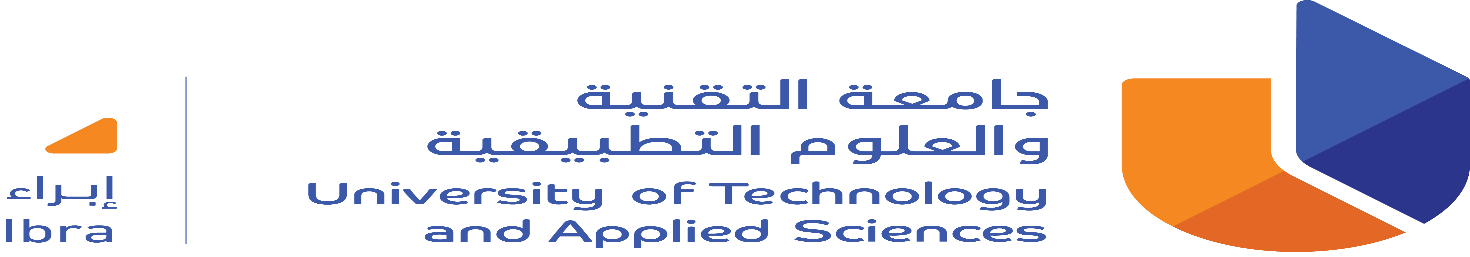 جامعة التقنية
والعلوم التطبيقية
University of Technology
and Applied Sciences
إبراء
Ibra